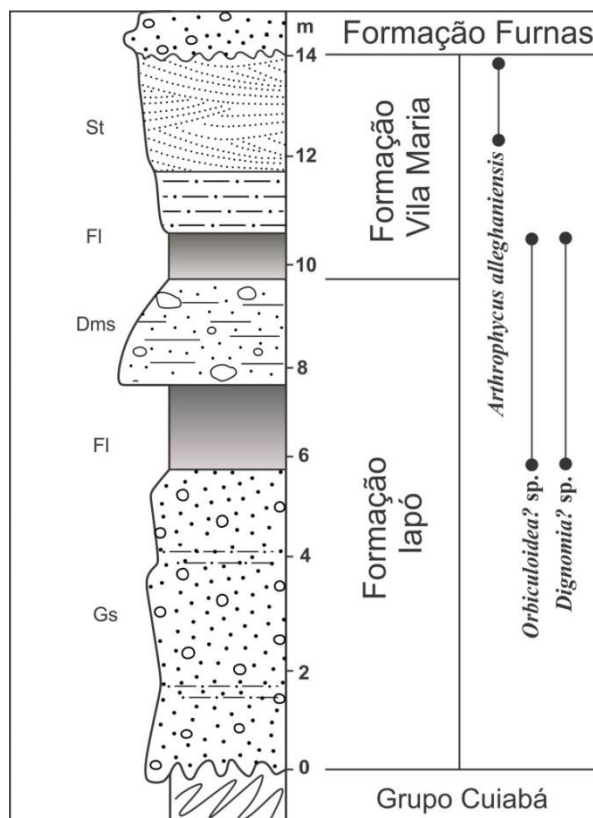 m
14
12
10
8
6
4
2
0
St
Fl
Dms
Fl
Gs
Formação Furnas
Formação
Vila Maria
Formação
Iapó
Grupo Cuiabá
Arthrophycus alleghaniensis
Orbiculoidea? sp.
Dignomia? sp.